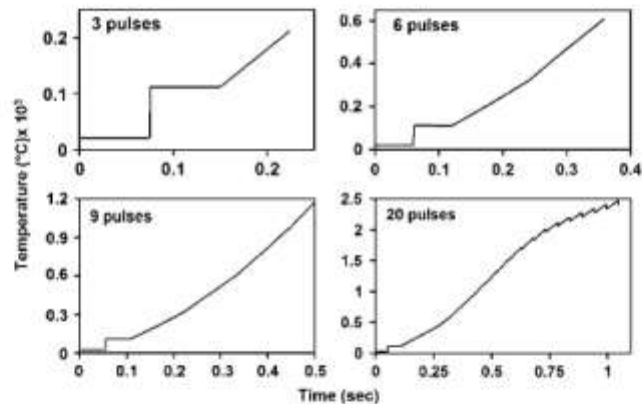 Temperature (°C)x 10³
3 pulses
0.2
0.1
0
0 0.1 0.2
6 pulses
0.6
0.4
0.2
0
0 0.1 0.2 0.3 0.4
9 pulses
1.2
0.9
0.6
0.3
0
0 0.1 0.2 0.3 0.4 0.5
20 pulses
2.5
2
1.5
1
0.5
0
0 0.25 0.5 0.75 1
Time (sec)